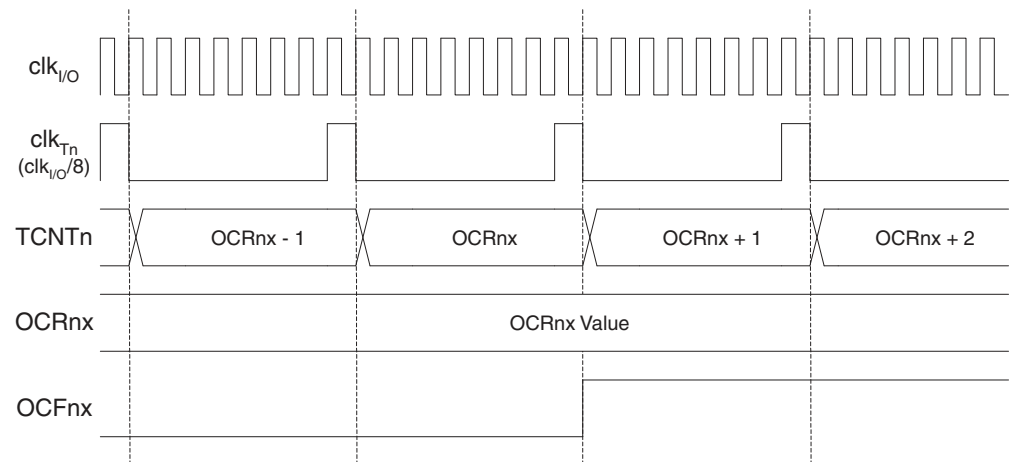 clkI/O
clkTn
(clkI/O/8)
TCNTn
OCRnx - 1
OCRnx
OCRnx + 1
OCRnx + 2
OCRnx
OCRnx Value
OCFnx